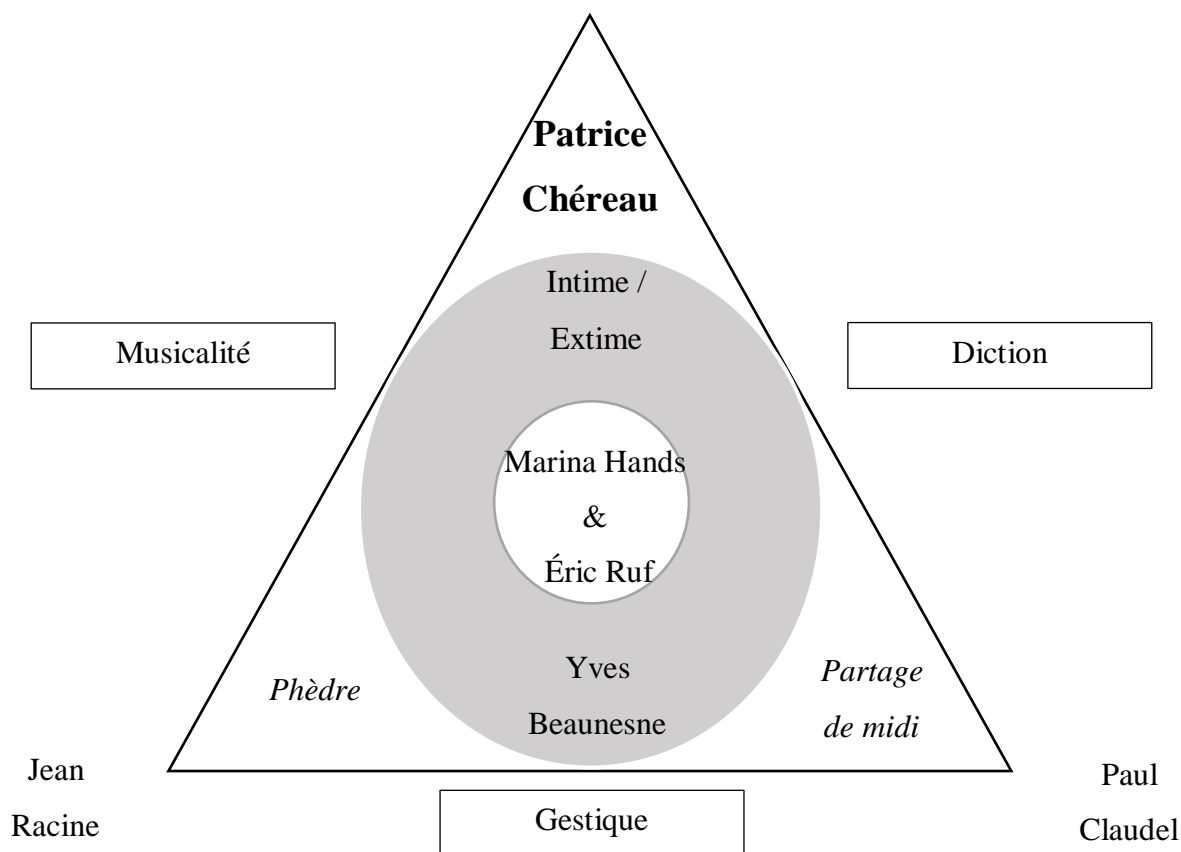 Patrice
Chéreau
Intime /
Extime
Musicalité
Diction
Marina Hands
&
Éric Ruf
Phèdre
Yves
Beaunesne
Partage
de midi
Jean
Racine
Gestique
Paul
Claudel